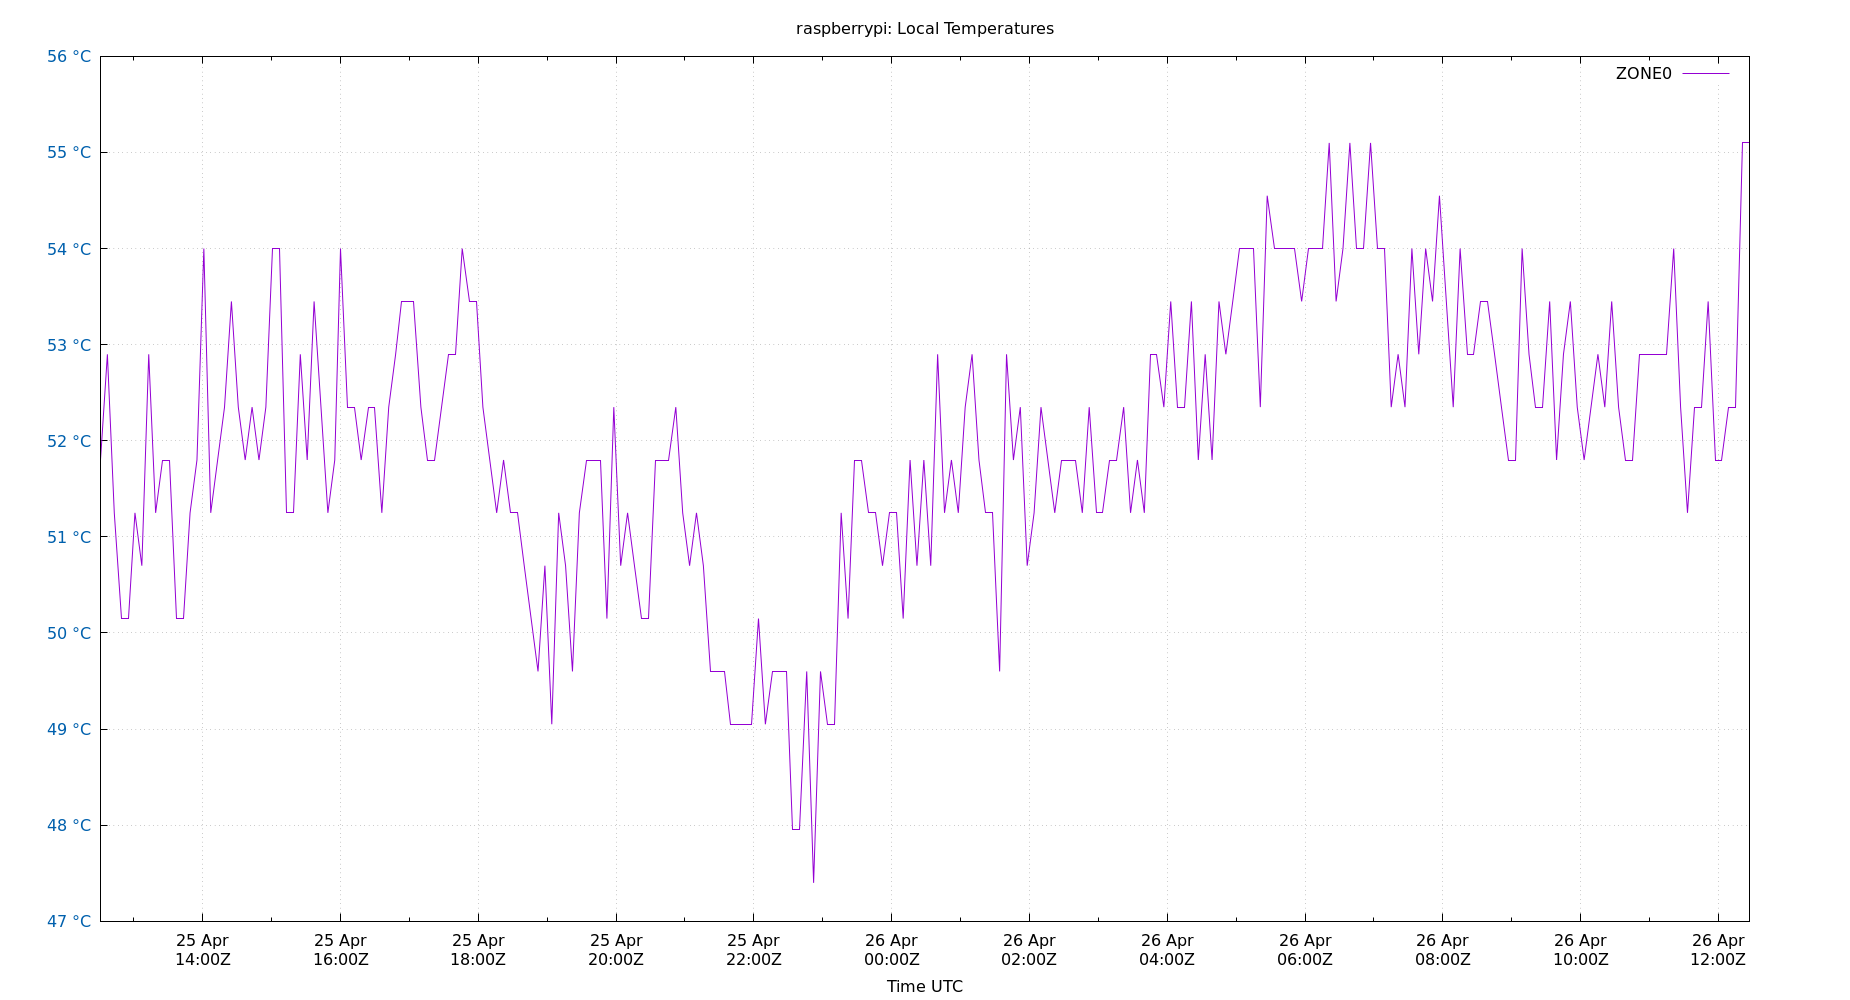 raspberrypi: Local Temperatures
56 °C
ZONE0
55 °C
54 °C
53 °C
52 °C
51 °C
50 °C
49 °C
48 °C
47 °C
25 Apr 25 Apr 25 Apr 25 Apr 25 Apr 26 Apr 26 Apr 26 Apr 26 Apr 26 Apr 26 Apr 26 Apr
14:00Z 16:00Z 18:00Z 20:00Z 22:00Z 00:00Z 02:00Z 04:00Z 06:00Z 08:00Z 10:00Z 12:00Z
Time UTC